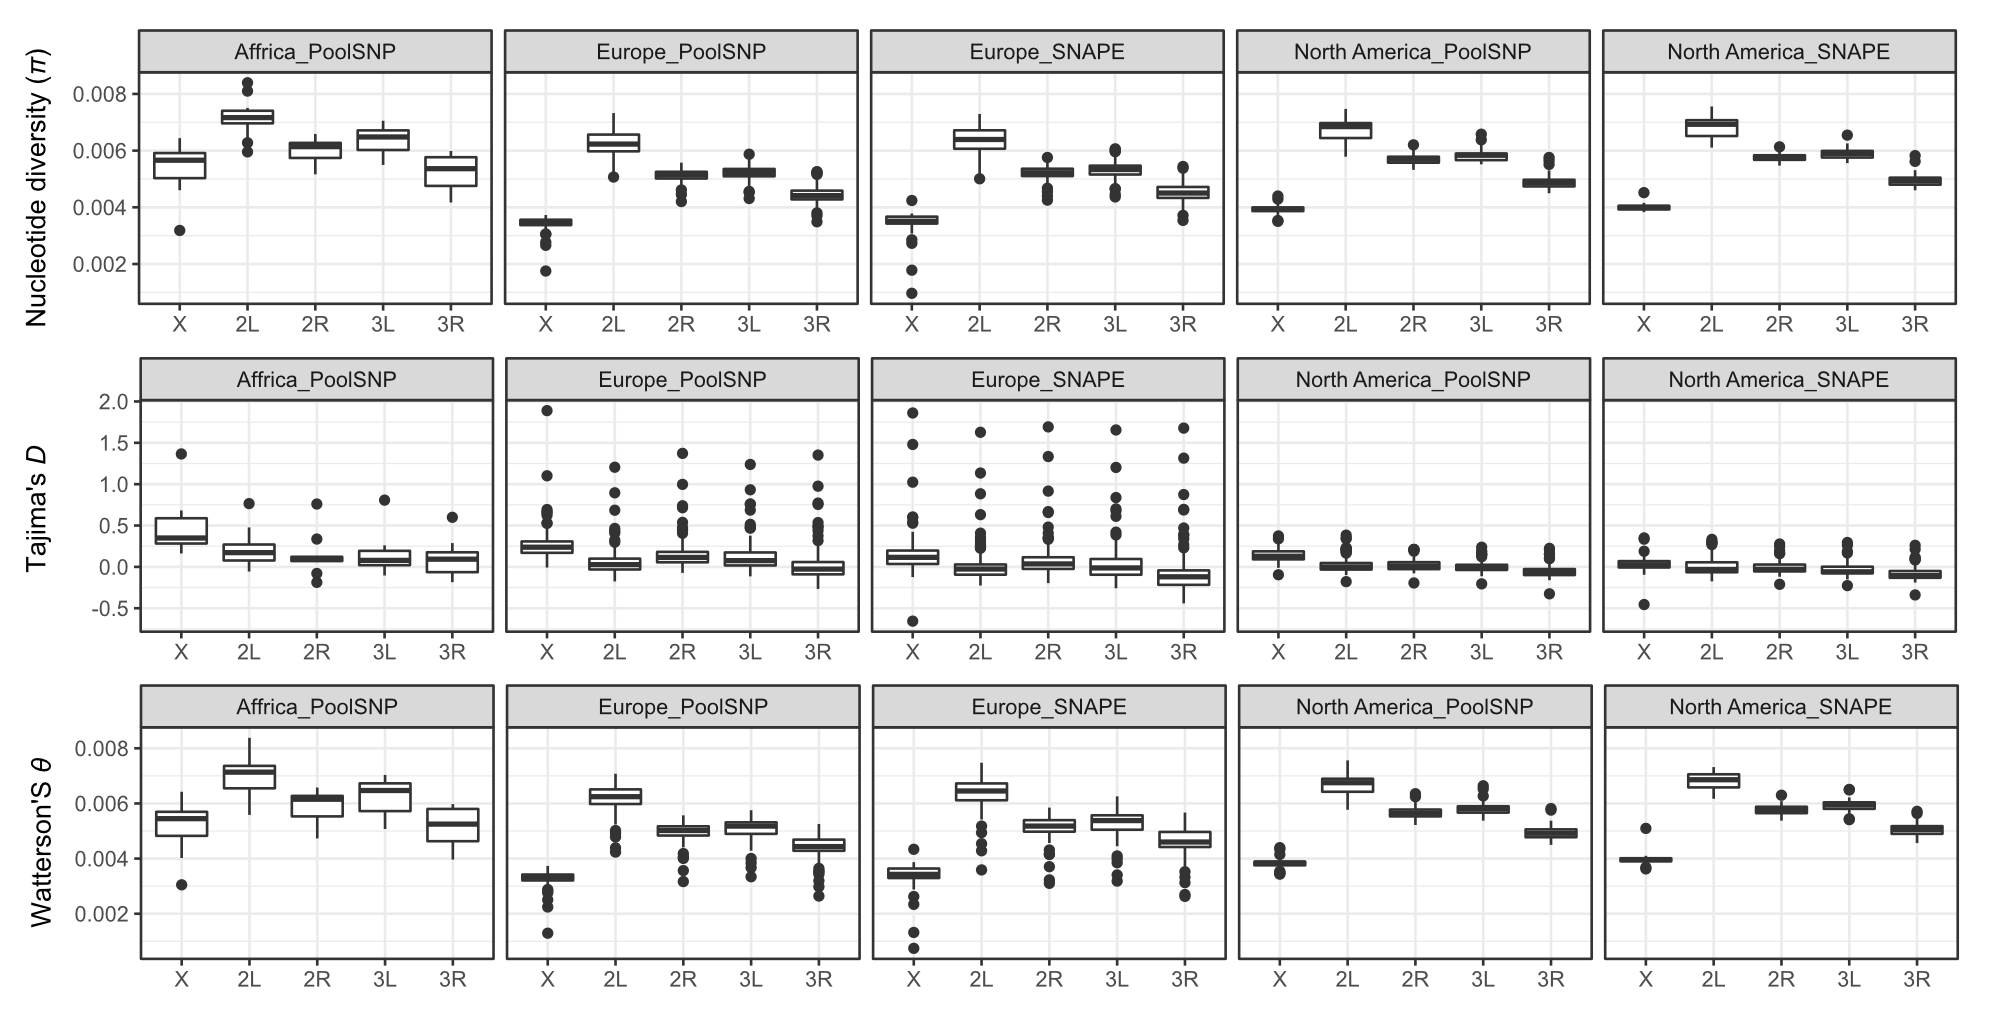 Affrica_PoolSNP Europe_PoolSNP Europe_SNAPE North America_PoolSNP North America_SNAPE
Nucleotide diversity (π)
0.008
0.006
0.004
0.002
X 2L 2R 3L 3R X 2L 2R 3L 3R X 2L 2R 3L 3R X 2L 2R 3L 3R X 2L 2R 3L 3R
Affrica_PoolSNP Europe_PoolSNP Europe_SNAPE North America_PoolSNP North America_SNAPE
Tajima's D
2.0
1.5
1.0
0.5
0.0
-0.5
X 2L 2R 3L 3R X 2L 2R 3L 3R X 2L 2R 3L 3R X 2L 2R 3L 3R X 2L 2R 3L 3R
Affrica_PoolSNP Europe_PoolSNP Europe_SNAPE North America_PoolSNP North America_SNAPE
Watterson'S θ
0.008
0.006
0.004
0.002
X 2L 2R 3L 3R X 2L 2R 3L 3R X 2L 2R 3L 3R X 2L 2R 3L 3R X 2L 2R 3L 3R